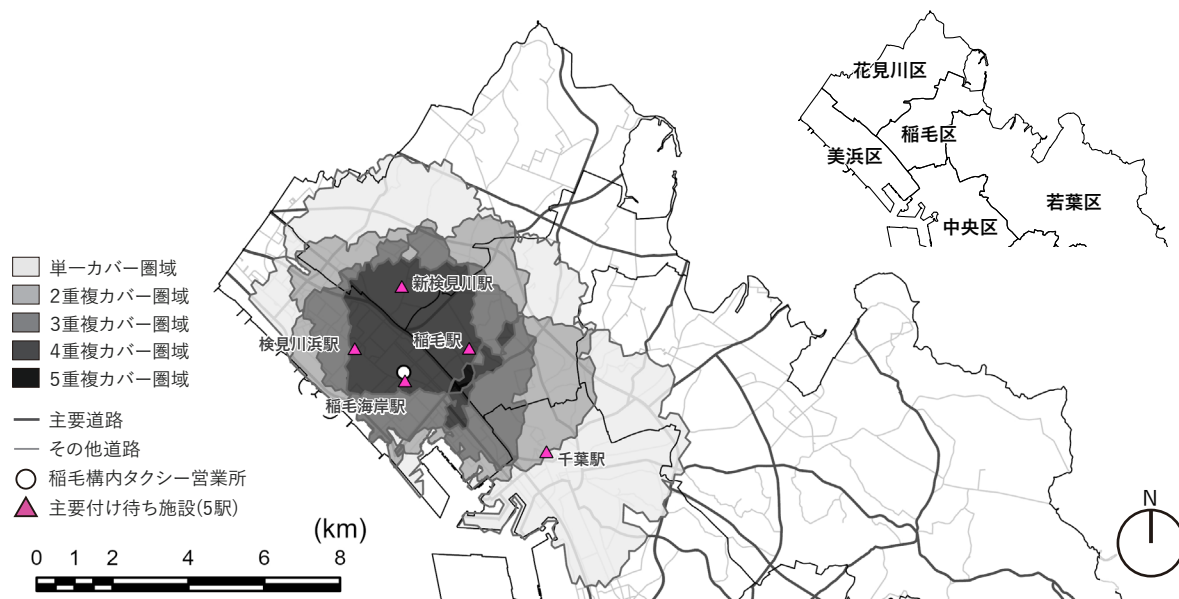 花見川区
稲毛区
美浜区
若葉区
中央区
単一カバー圏域
2重複カバー圏域
3重複カバー圏域
4重複カバー圏域
5重複カバー圏域
主要道路
その他道路
稲毛構内タクシー営業所
主要付け待ち施設(5駅)
新検見川駅
検見川浜駅
稲毛駅
稲毛海岸駅
千葉駅
(km)
0 1 2 4 6 8
N